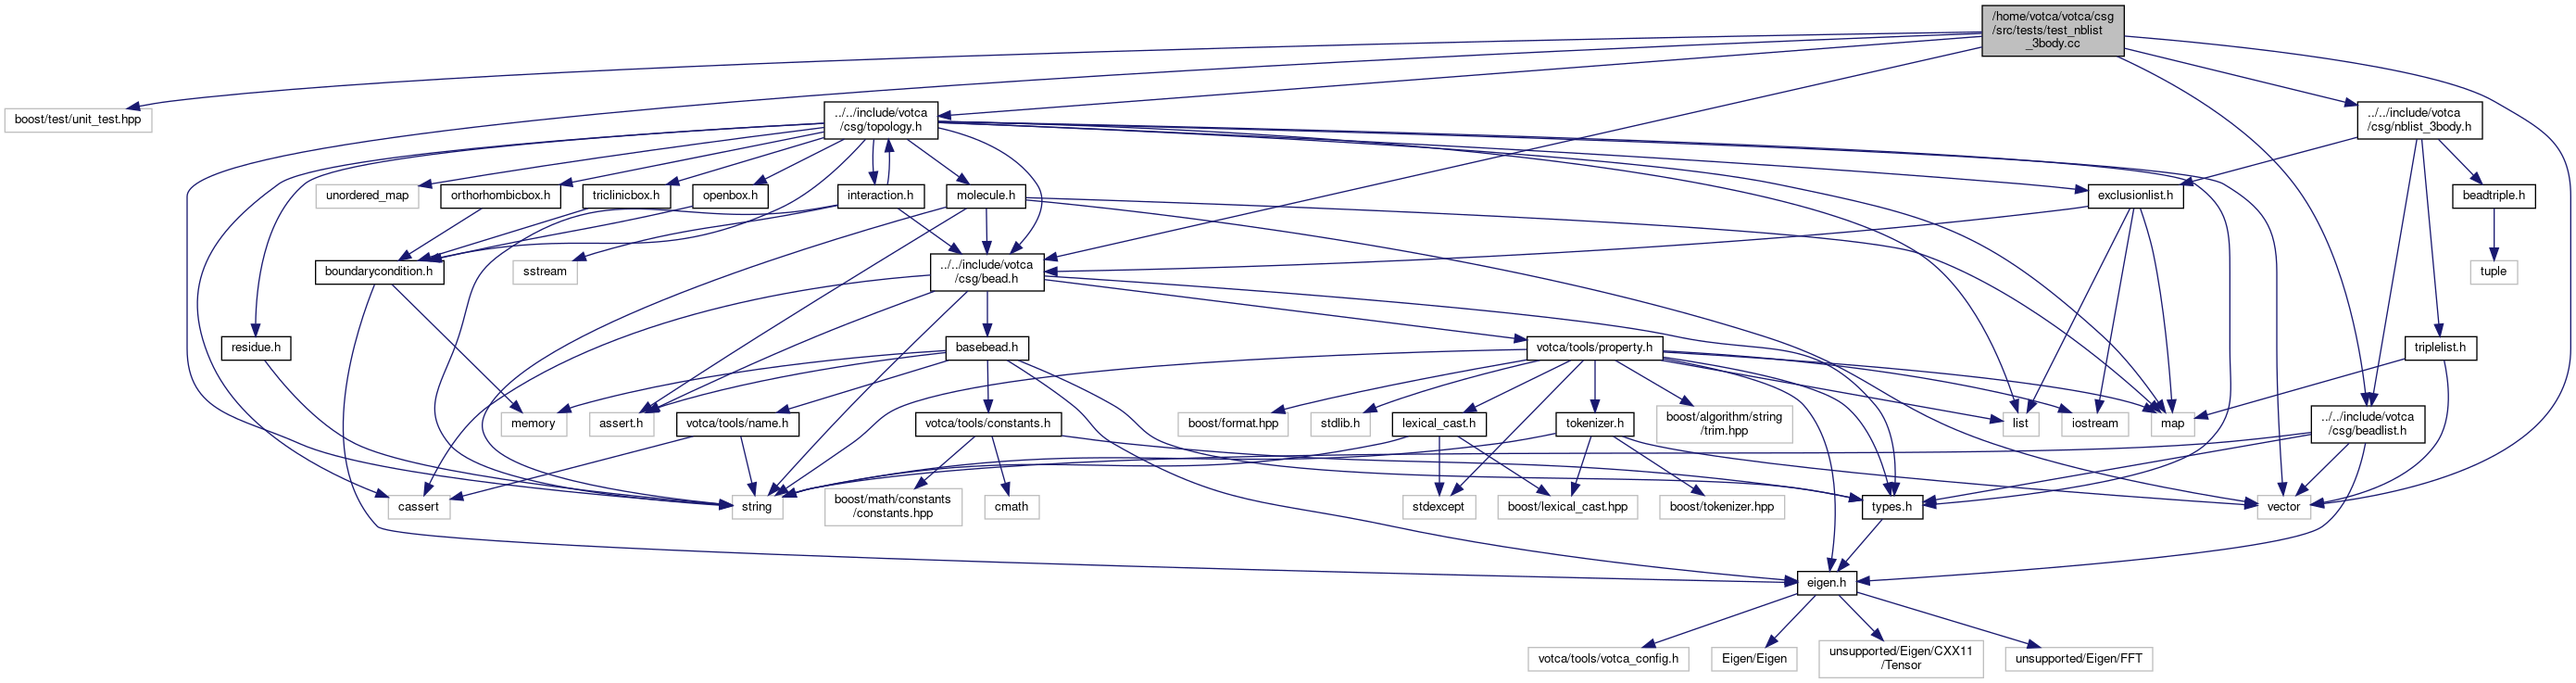 /home/votca/votca/csg
/src/tests/test_nblist
_3body.cc
boost/test/unit_test.hpp
../../include/votca
/csg/topology.h
../../include/votca
/csg/nblist_3body.h
unordered_map
orthorhombicbox.h
triclinicbox.h
openbox.h
interaction.h
molecule.h
exclusionlist.h
beadtriple.h
boundarycondition.h
sstream
../../include/votca
/csg/bead.h
tuple
residue.h
basebead.h
votca/tools/property.h
triplelist.h
memory
assert.h
votca/tools/name.h
votca/tools/constants.h
boost/format.hpp
stdlib.h
lexical_cast.h
tokenizer.h
boost/algorithm/string
/trim.hpp
list
iostream
map
../../include/votca
/csg/beadlist.h
cassert
string
boost/math/constants
/constants.hpp
cmath
stdexcept
boost/lexical_cast.hpp
boost/tokenizer.hpp
types.h
vector
eigen.h
votca/tools/votca_config.h
Eigen/Eigen
unsupported/Eigen/CXX11
/Tensor
unsupported/Eigen/FFT